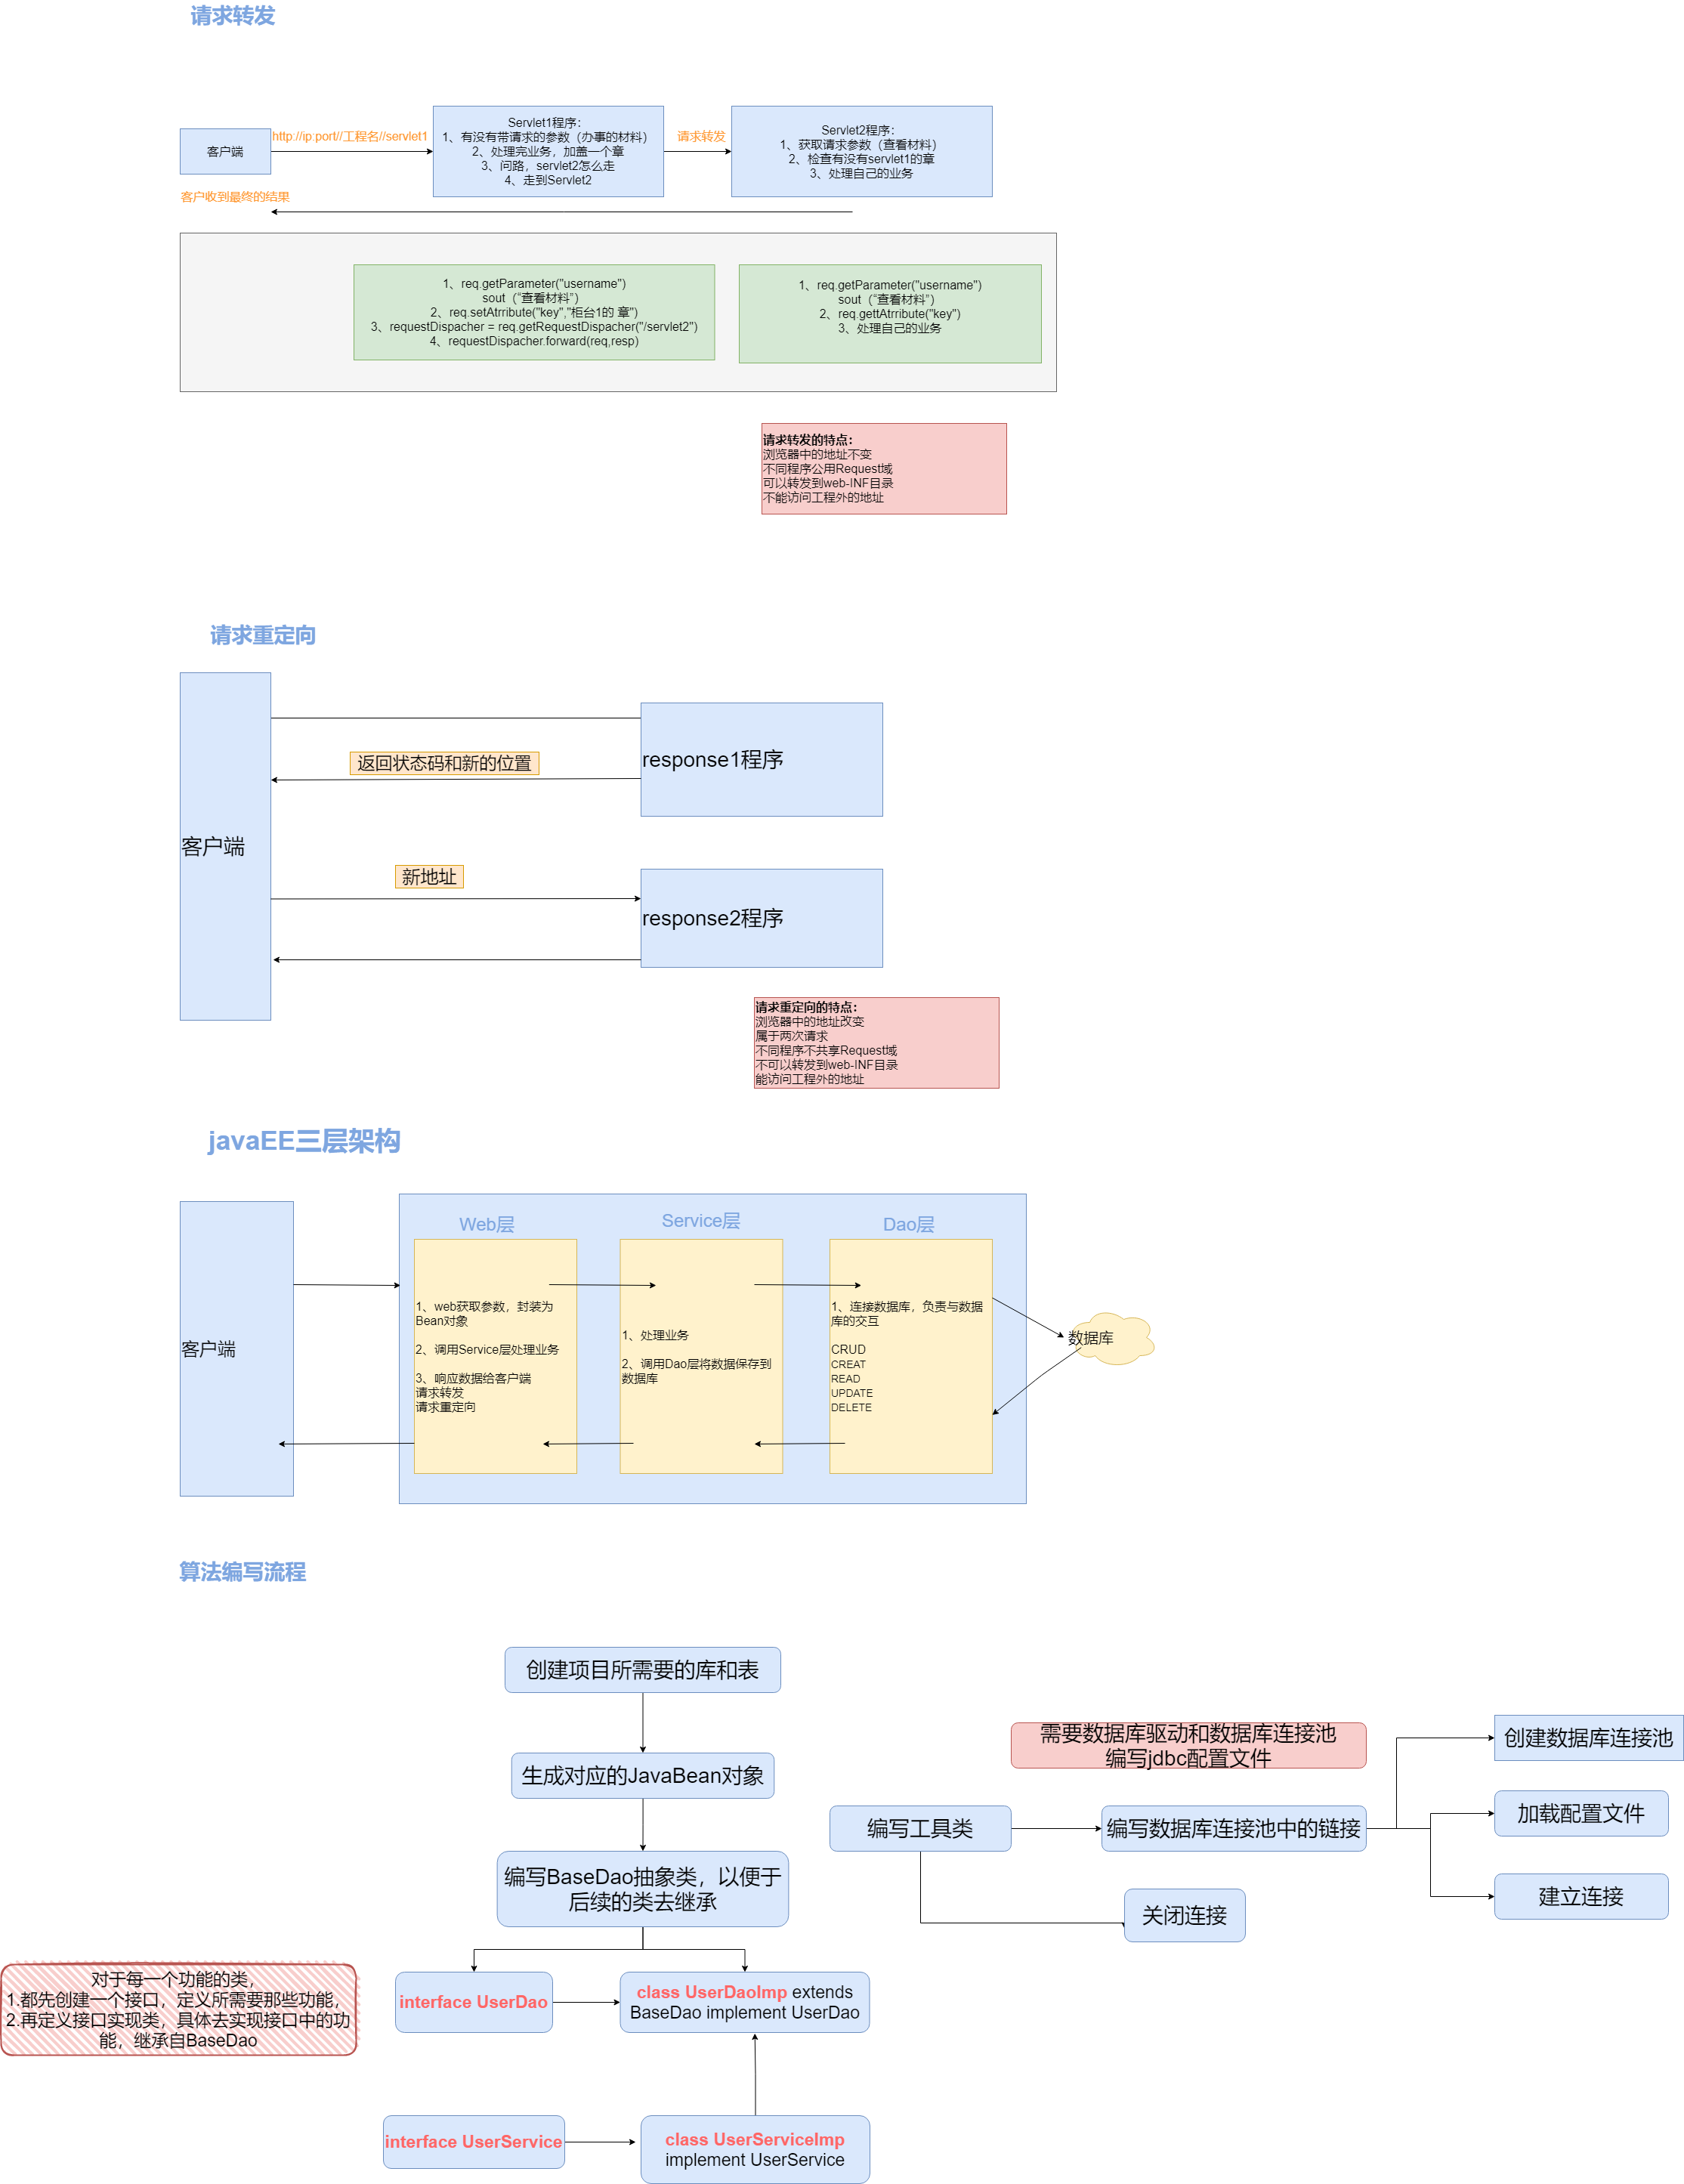 请求转发
http://ip:port//工程名//servlet1
客户端
Servlet1程序：
1、有没有带请求的参数（办事的材料）
2、处理完业务，加盖一个章
3、问路，servlet2怎么走
4、走到Servlet2
请求转发
Servlet2程序：
1、获取请求参数（查看材料）
2、检查有没有servlet1的章
3、处理自己的业务
客户收到最终的结果
1、req.getParameter("username")
sout（“查看材料”）
2、req.setAtrribute("key","柜台1的 章")
3、requestDispacher = req.getRequestDispacher("/servlet2")
4、requestDispacher.forward(req,resp)
1、req.getParameter("username")
sout（“查看材料”）
2、req.gettAtrribute("key")
3、处理自己的业务
请求转发的特点：
浏览器中的地址不变
不同程序公用Request域
可以转发到web-INF目录
不能访问工程外的地址
请求重定向
客户端
返回状态码和新的位置
response1程序
新地址
response2程序
请求重定向的特点：
浏览器中的地址改变
属于两次请求
不同程序不共享Request域
不可以转发到web-INF目录
能访问工程外的地址
javaEE三层架构
客户端
Web层
1、web获取参数，封装为
Bean对象
2、调用Service层处理业务
3、响应数据给客户端
请求转发
请求重定向
Service层
1、处理业务
2、调用Dao层将数据保存到
数据库
Dao层
1、连接数据库，负责与数据
库的交互
CRUD
CREAT
READ
UPDATE
DELETE
数据库
算法编写流程
创建项目所需要的库和表
生成对应的JavaBean对象
编写BaseDao抽象类，以便于
后续的类去继承
需要数据库驱动和数据库连接池
编写jdbc配置文件
编写工具类
编写数据库连接池中的链接
创建数据库连接池
加载配置文件
建立连接
关闭连接
对于每一个功能的类，
1.都先创建一个接口，定义所需要那些功能，
2.再定义接口实现类，具体去实现接口中的功
能，继承自BaseDao
interface UserDao
class UserDaoImp extends
BaseDao implement UserDao
interface UserService
class UserServiceImp
implement UserService